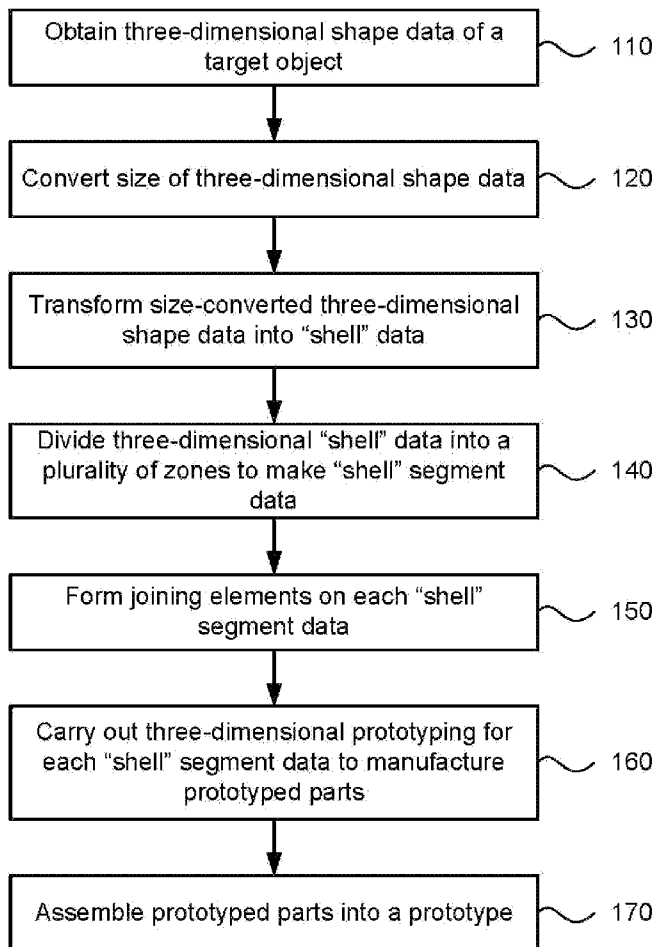 Obtain three-dimensional shape data of a
target object
110
Convert size of three-dimensional shape data
120
Transform size-converted three-dimensional
shape data into “shell” data
130
Divide three-dimensional “shell” data into a
plurality of zones to make “shell” segment
data
140
Form joining elements on each “shell”
segment data
150
Carry out three-dimensional prototyping for
each “shell” segment data to manufacture
prototyped parts
160
Assemble prototyped parts into a prototype
170